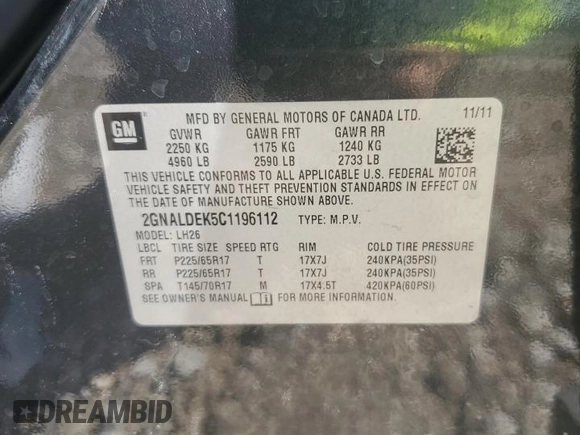 GM
MFD BY GENERAL MOTORS OF CANADA LTD. 11/11
GVWR GAWR FRT GAWR RR
2250 KG 1175 KG 1240 KG
4960 LB 2590 LB 2733 LB
THIS VEHICLE CONFORMS TO ALL APPLICABLE U.S. FEDERAL MOTOR
VEHICLE SAFETY AND THEFT PREVENTION STANDARDS IN EFFECT ON
THE DATE OF MANUFACTURE SHOWN ABOVE.
2GNALDEK5C1196112 TYPE: M.P.V.
MODEL: LH26
LBCL TIRE SIZE SPEED RTG RIM COLD TIRE PRESSURE
FRT P225/65R17 T 17X7J 240KPA(35PSI)
RR P225/65R17 T 17X7J 240KPA(35PSI)
SPA T145/70R17 M 17X4.5T 420KPA(60PSI)
SEE OWNER'S MANUAL FOR MORE INFORMATION.
DREAMBID